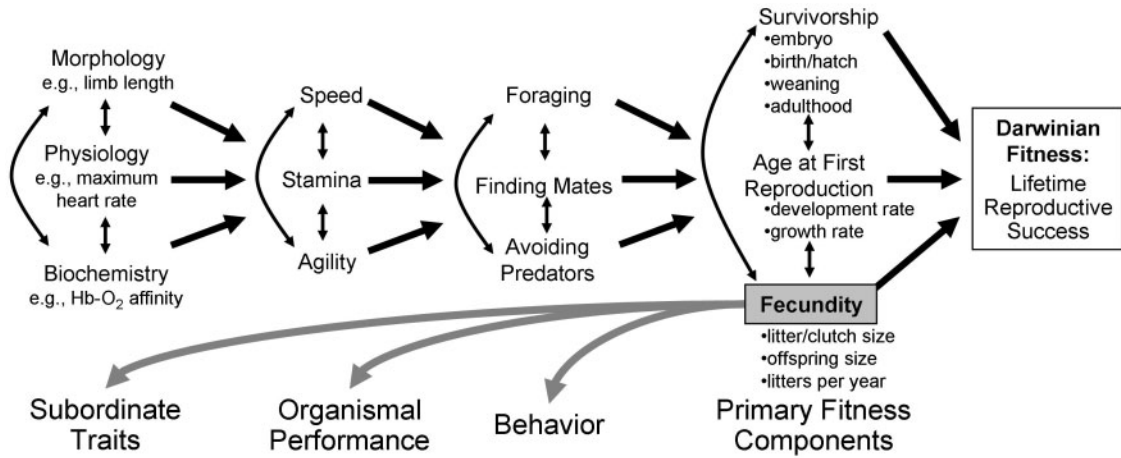 Morphology
e.g., limb length
Physiology
e.g., maximum
heart rate
Biochemistry
e.g., Hb-O₂ affinity
Speed
Stamina
Agility
Foraging
Finding Mates
Avoiding
Predators
Survivorship
•embryo
•birth/hatch
•weaning
•adulthood
Age at First
Reproduction
•development rate
•growth rate
Fecundity
•litter/clutch size
•offspring size
•litters per year
Darwinian
Fitness:
Lifetime
Reproductive
Success
Subordinate
Traits
Organismal
Performance
Behavior
Primary Fitness
Components